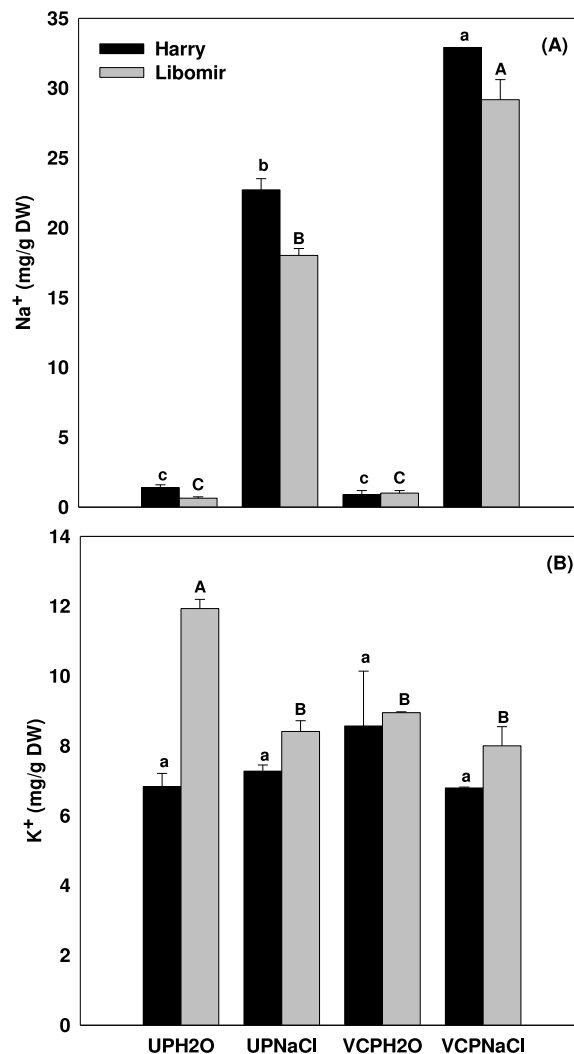 (A)
Harry
Libomir
Na+ (mg/g DW)
35
30
25
20
15
10
5
0
c
C
b
B
c
C
a
A
(B)
K+ (mg/g DW)
14
12
10
8
6
4
2
0
a
A
a
B
a
B
a
B
UPH2O UPNaCl VCPH2O VCPNaCl